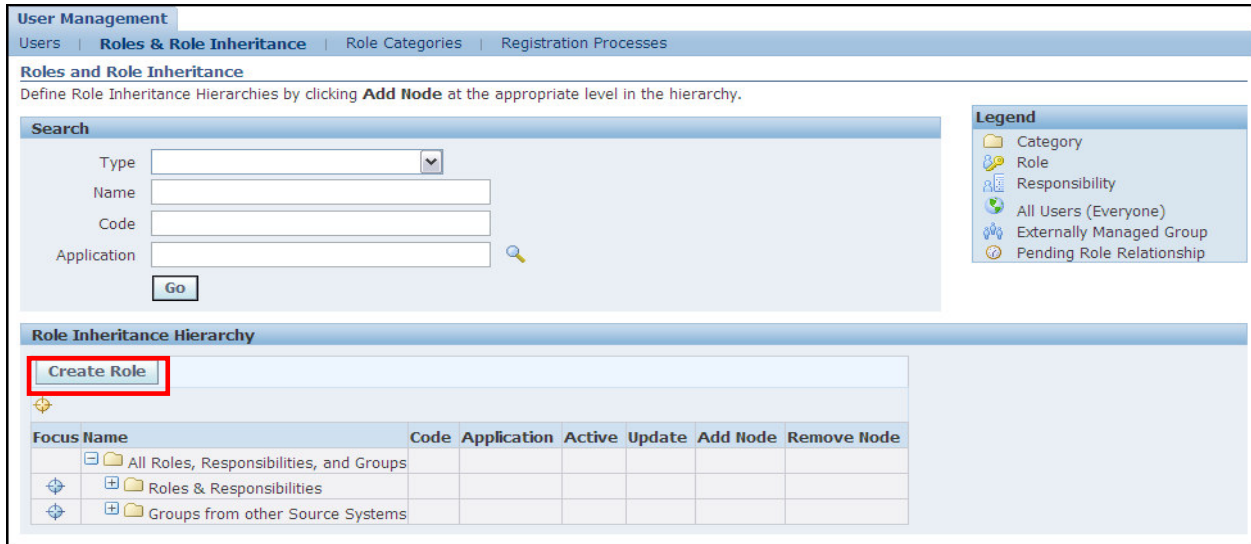 User Management
Users | Roles & Role Inheritance | Role Categories | Registration Processes
Roles and Role Inheritance
Define Role Inheritance Hierarchies by clicking Add Node at the appropriate level in the hierarchy.
Search
Type
Name
Code
Application
Go
Legend
Category
Role
Responsibility
All Users (Everyone)
Externally Managed Group
Pending Role Relationship
Role Inheritance Hierarchy
Create Role
Focus Name Code Application Active Update Add Node Remove Node
All Roles, Responsibilities, and Groups
Roles & Responsibilities
Groups from other Source Systems